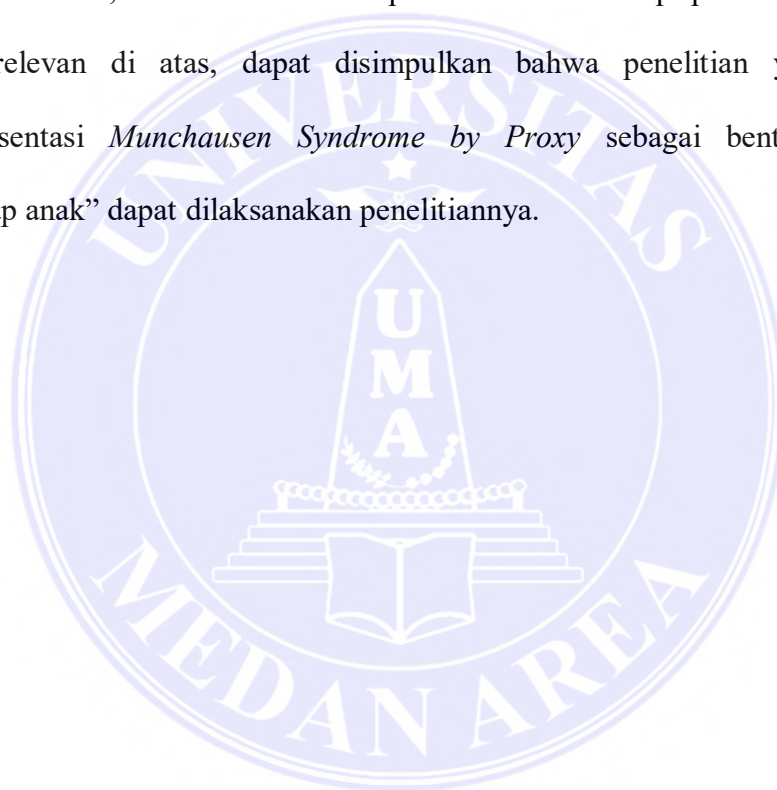 relevan di atas, dapat disimpulkan bahwa penelitian
sentasi Munchausen Syndrome by Proxy sebagai
anak” dapat dilaksanakan penelitiannya.
UNIVERSITAS
UMA
MEDAN AREA